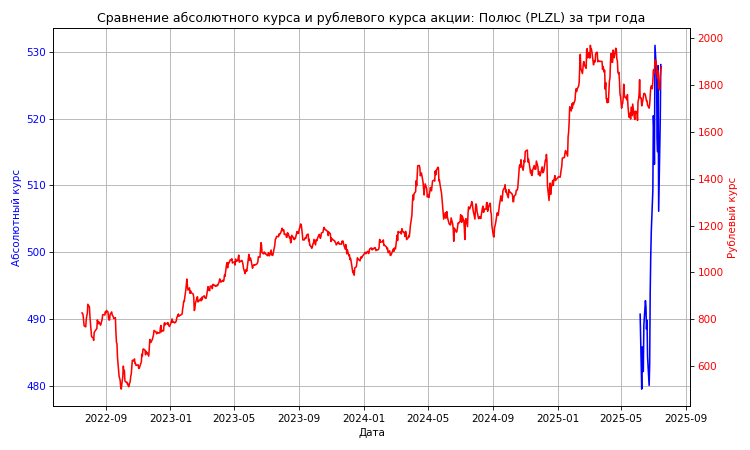 Сравнение абсолютного курса и рублевого курса акции: Полюс (PLZL) за три года
Абсолютный курс
530
520
510
500
490
480
2000
1800
1600
1400
1200
1000
800
600
Рублевый курс
2022-09 2023-01 2023-05 2023-09 2024-01 2024-05 2024-09 2025-01 2025-05 2025-09
Дата